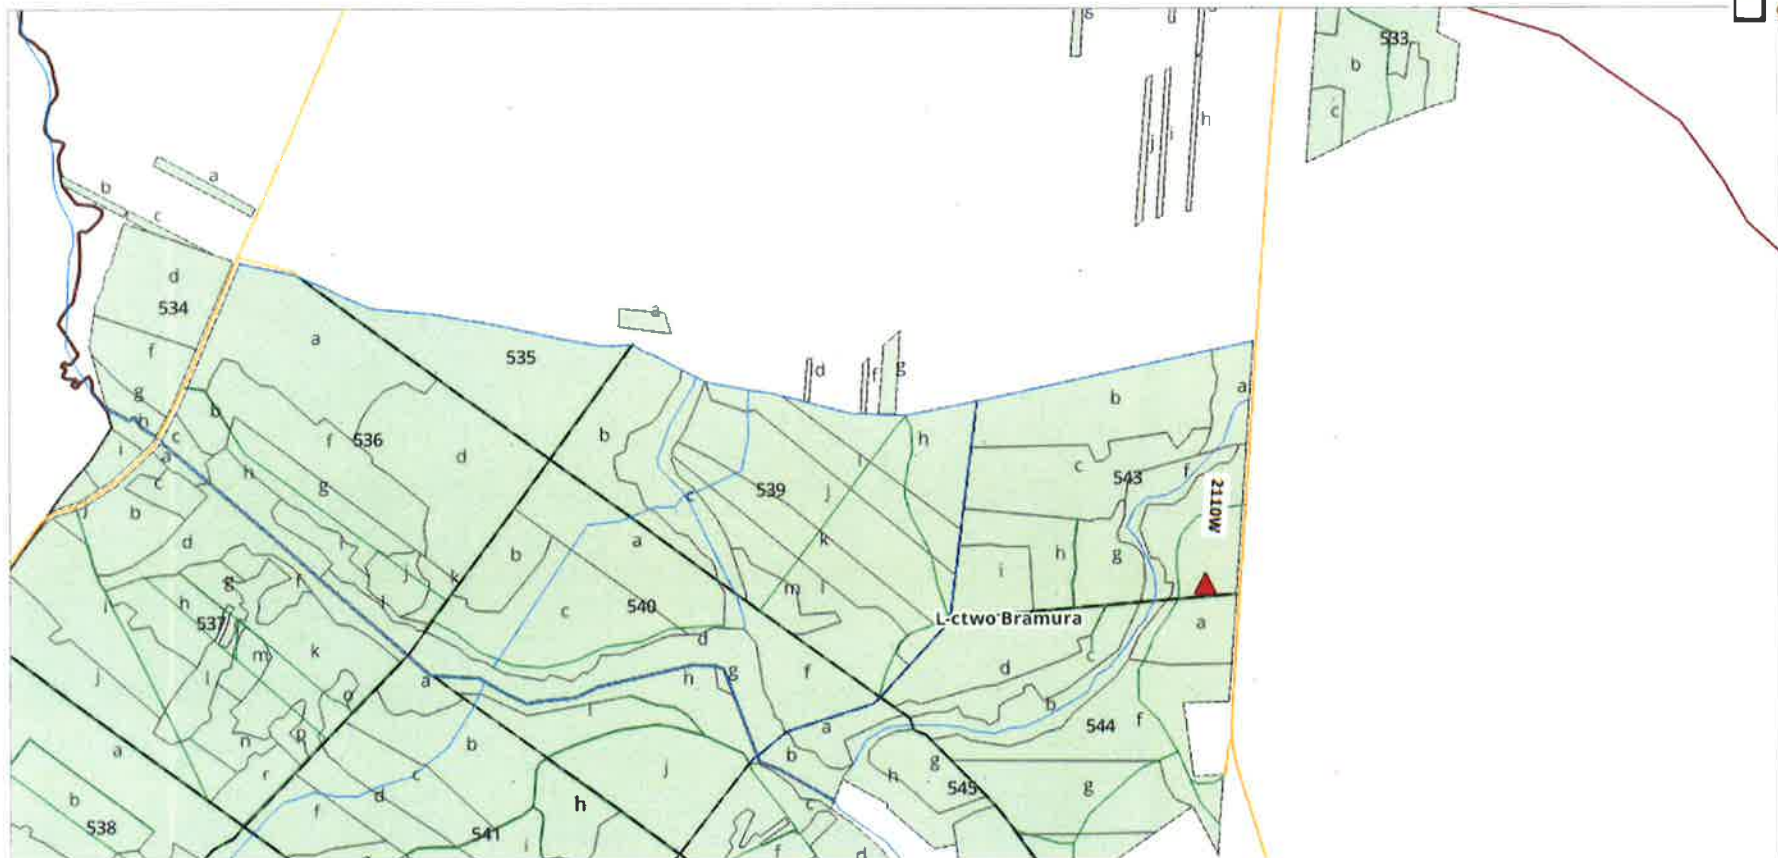 g
h
j
i
533
b
c
a
b
c
d
534
f
g
h
i
a
535
a
536
b
c
f
d
g
h
a
c
b
j
d
i
j
k
b
d
f
g
b
c
539
h
i
j
k
l
m
a
b
c
540
d
g
h
f
b
a
c
543
f
2110W
h
g
i
L-ctwo Bramura
a
d
c
b
544
f
g
537
g
h
f
i
k
m
l
j
o
n
p
r
a
b
538
a
b
c
d
f
i
j
h
541
i
a
b
c
f
d
g
h
545
g